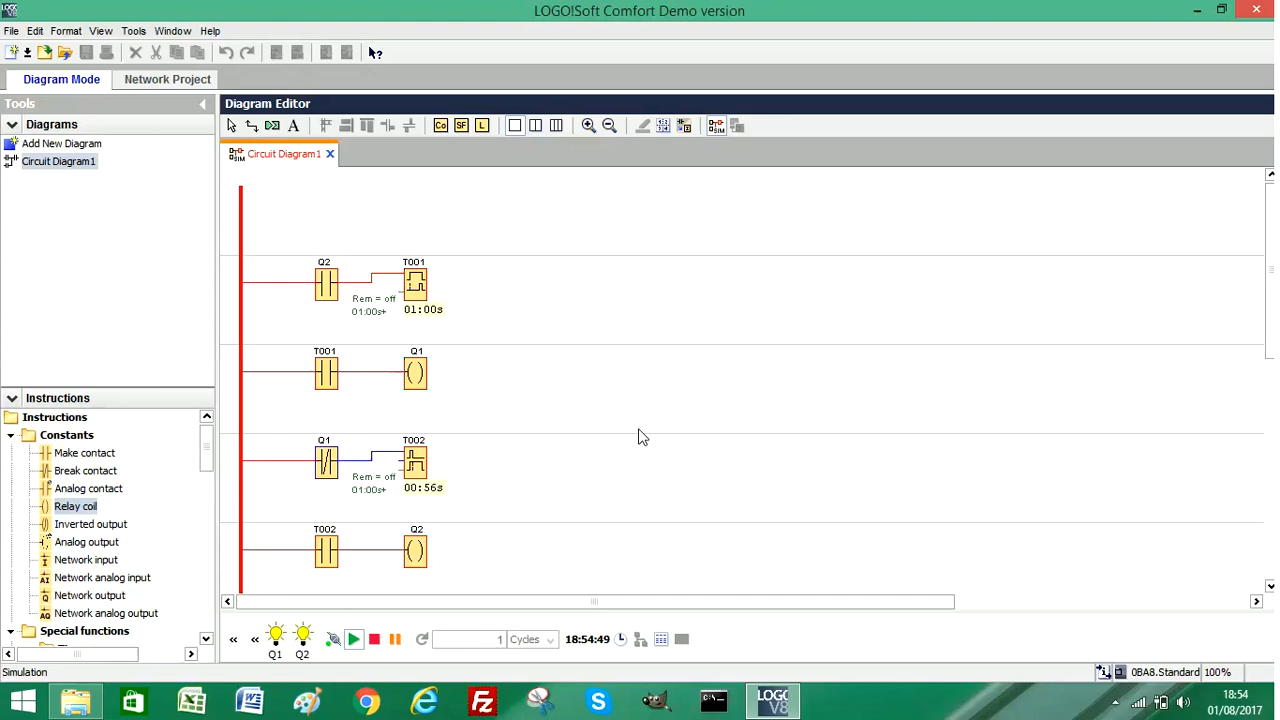 LOGO!Soft Comfort Demo version
File Edit Format View Tools Window Help
Diagram Mode Network Project
Tools
Diagrams
Add New Diagram
Circuit Diagram1
Instructions
Instructions
Constants
Make contact
Break contact
Analog contact
Relay coil
Inverted output
Analog output
Network input
Network analog input
Network output
Network analog output
Special functions
Diagram Editor
A Co SF L
Circuit Diagram1
Q2 T001
Rem = off
01:00s+ 01:00s
T001 Q1
Q1 T002
Rem = off
01:00s+ 00:56s
T002 Q2
Q1 Q2 1 Cycles 18:54:49
Simulation 0BA8.Standard 100%
18:54
01/08/2017